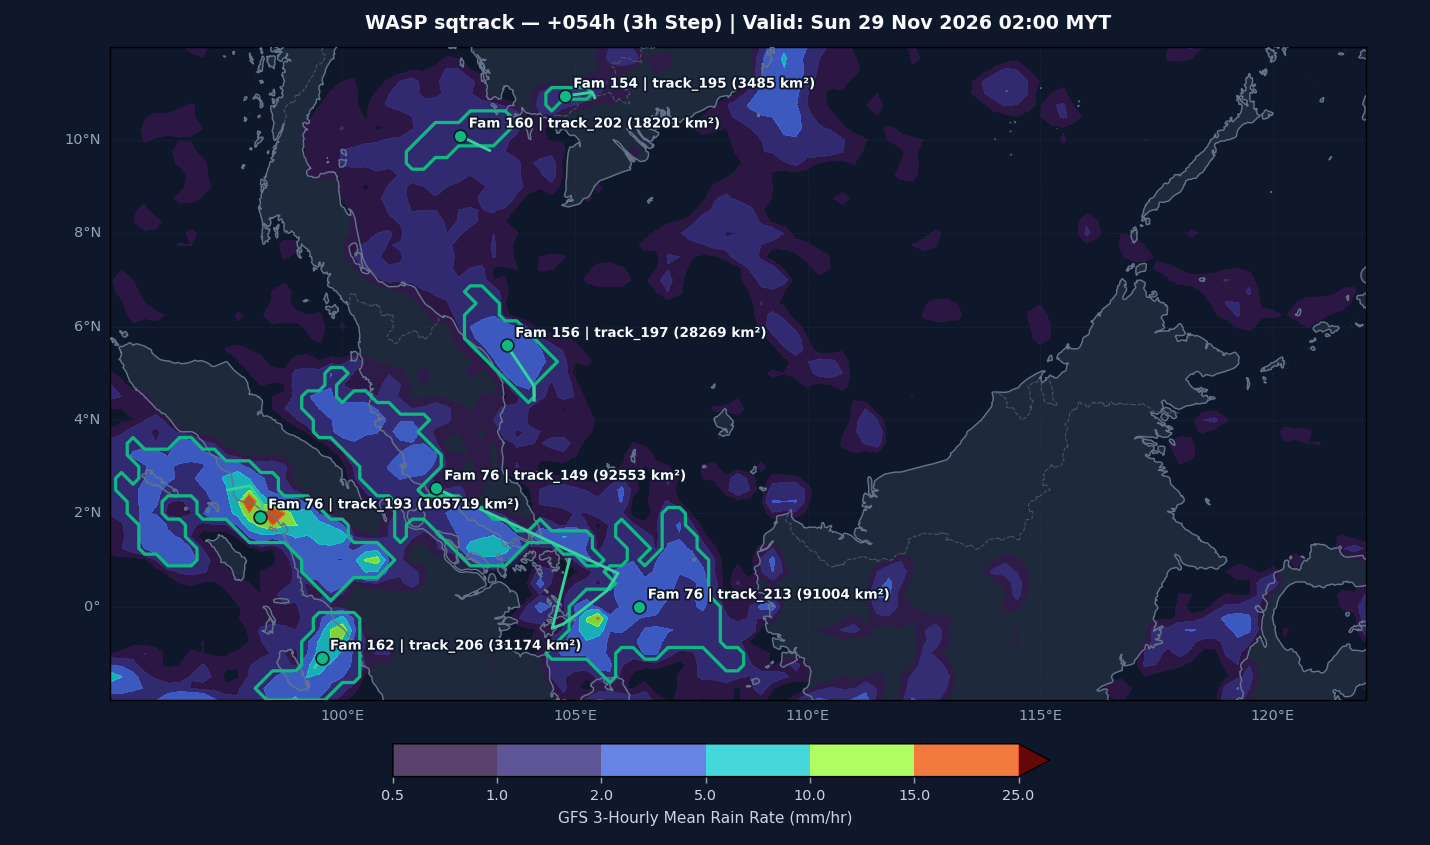 WASP sqtrack — +054h (3h Step) | Valid: Sun 29 Nov 2026 02:00 MYT
Fam 154 | track_195 (3485 km²)
Fam 160 | track_202 (18201 km²)
10°N
8°N
6°N
Fam 156 | track_197 (28269 km²)
4°N
Fam 76 | track_149 (92553 km²)
Fam 76 | track_193 (105719 km²)
2°N
Fam 76 | track_213 (91004 km²)
0°
Fam 162 | track_206 (31174 km²)
100°E 105°E 110°E 115°E 120°E
0.5 1.0 2.0 5.0 10.0 15.0 25.0
GFS 3-Hourly Mean Rain Rate (mm/hr)